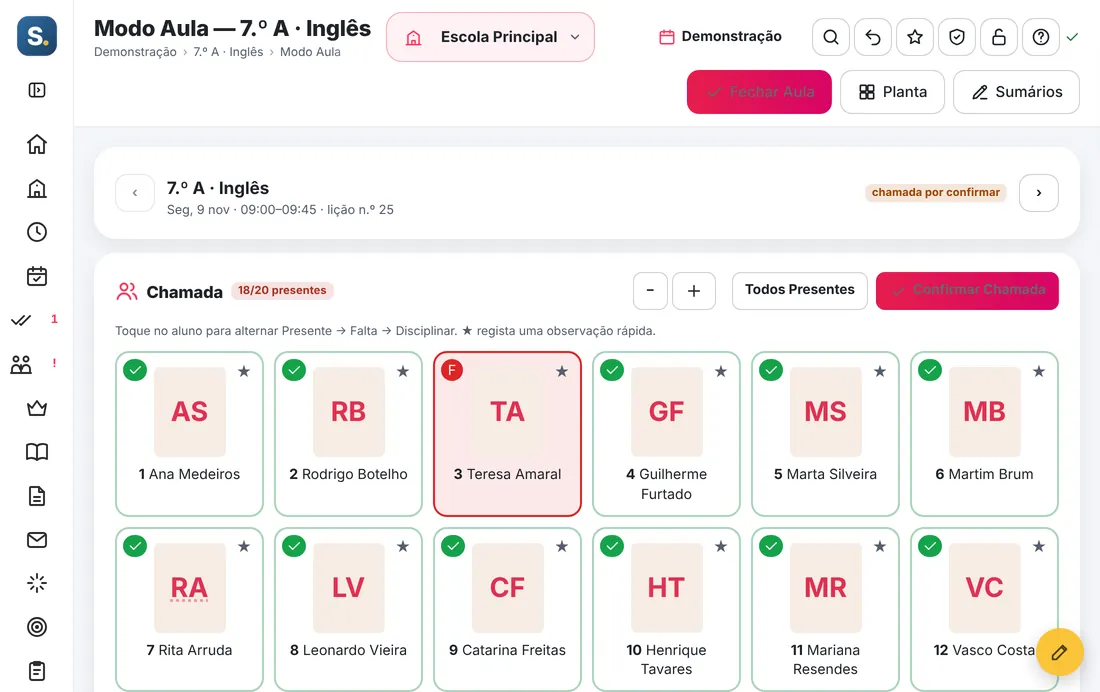 S.
Modo Aula — 7.º A · Inglês
Demonstração › 7.º A · Inglês › Modo Aula
Escola Principal
Demonstração
Fechar Aula
Planta
Sumários
1
!
7.º A · Inglês
Seg, 9 nov · 09:00–09:45 · lição n.º 25
chamada por confirmar
Chamada
18/20 presentes
-
+
Todos Presentes
Confirmar Chamada
Toque no aluno para alternar Presente → Falta → Disciplinar. ★ regista uma observação rápida.
AS
1 Ana Medeiros
RB
2 Rodrigo Botelho
F
TA
3 Teresa Amaral
GF
4 Guilherme
Furtado
MS
5 Marta Silveira
MB
6 Martim Brum
RA
7 Rita Arruda
LV
8 Leonardo Vieira
CF
9 Catarina Freitas
HT
10 Henrique
Tavares
MR
11 Mariana
Resendes
VC
12 Vasco Costa